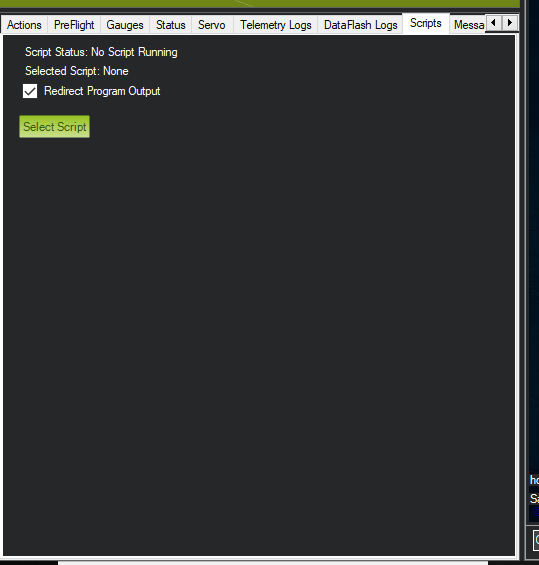 Actions PreFlight Gauges Status Servo Telemetry Logs DataFlash Logs Scripts Messa
Script Status: No Script Running
Selected Script: None
Redirect Program Output
Select Script